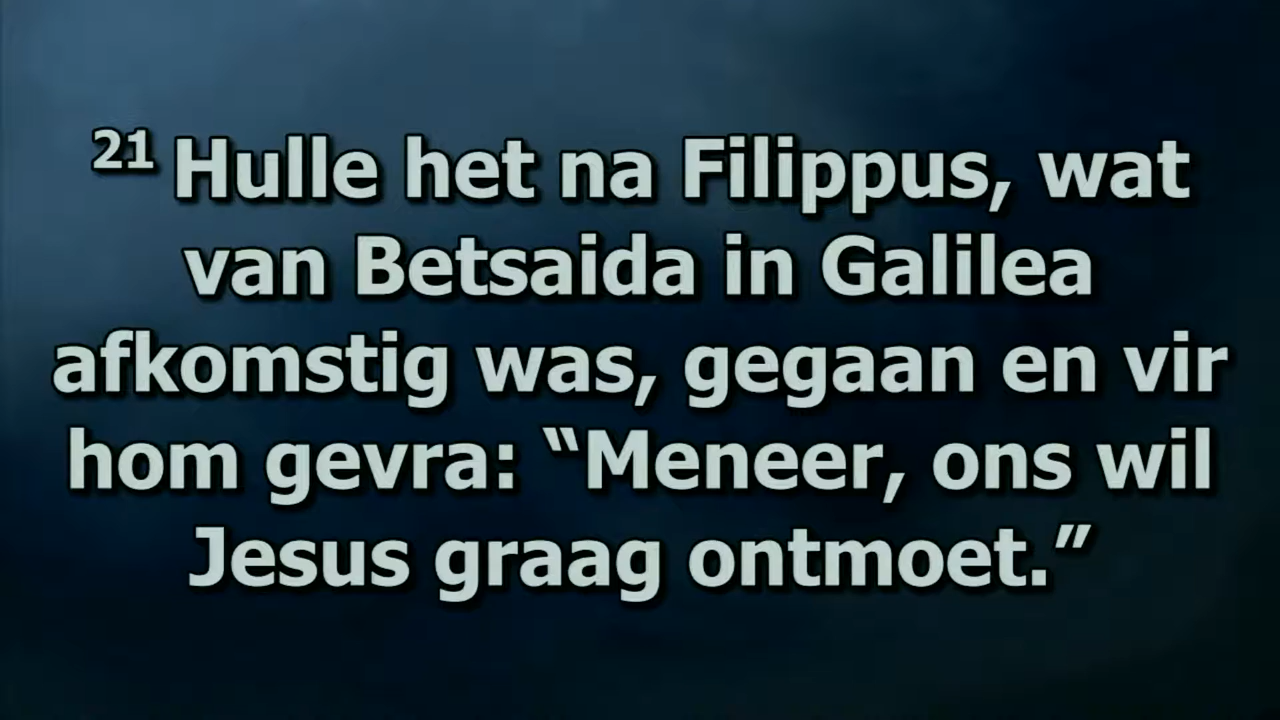 21 Hulle het na Filippus, wat
van Betsaida in Galilea
afkomstig was, gegaan en vir
hom gevra: “Meneer, ons wil
Jesus graag ontmoet.”